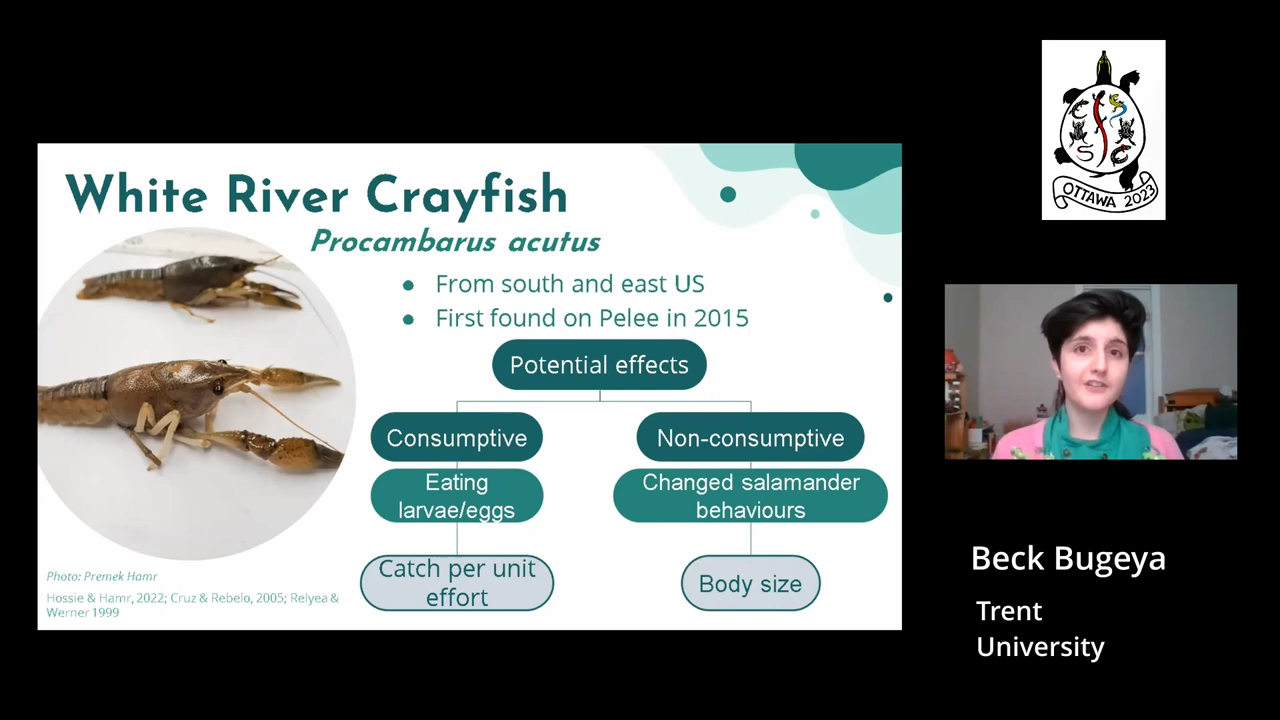 White River Crayfish
Procambarus acutus
● From south and east US
● First found on Pelee in 2015
Potential effects
Consumptive
Non-consumptive
Eating
larvae/eggs
Changed salamander
behaviours
Catch per unit
effort
Body size
Photo: Premek Hamr
Hossie & Hamr, 2022; Cruz & Rebelo, 2005; Relyea &
Werner 1999
OTTAWA 2023
Beck Bugeya
Trent
University